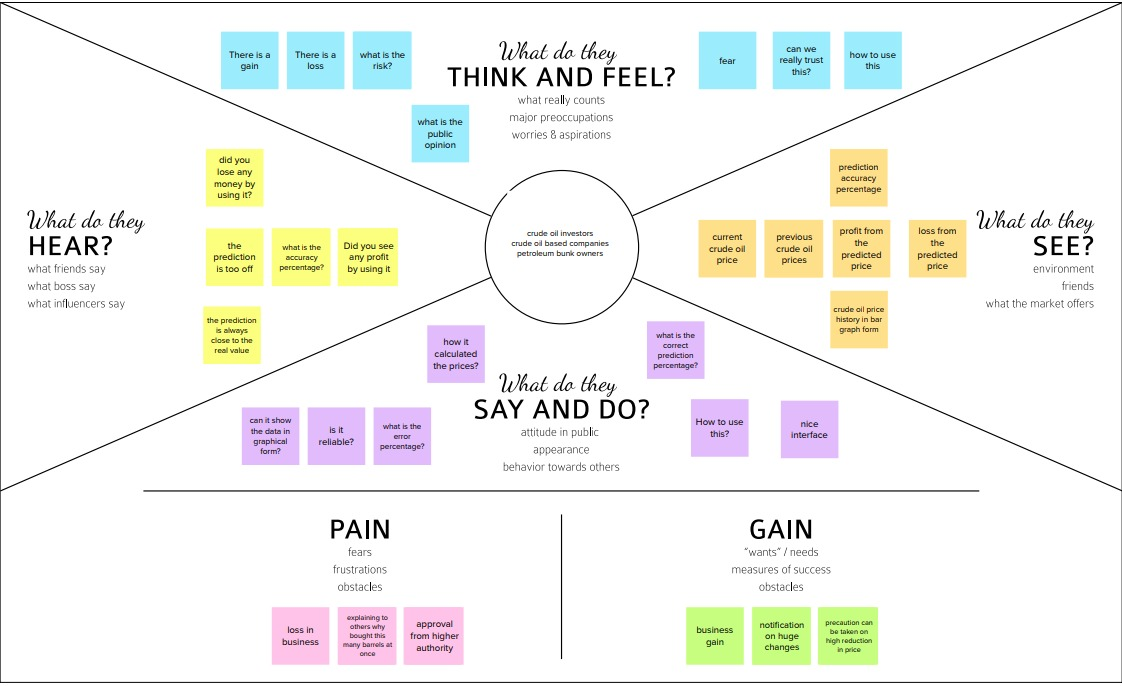 There is a
gain
There is a
loss
what is the
risk?
what is the
public
opinion
What do they
THINK AND FEEL?
what really counts
major preoccupations
worries & aspirations
fear
can we
really trust
this?
how to use
this
What do they
HEAR?
what friends say
what boss say
what influencers say
did you
lose any
money by
using it?
the
prediction
is too off
what is the
accuracy
percentage?
Did you see
any profit
by using it
the prediction
is always
close to the
real value
crude oil investors
crude oil based companies
petroleum bunk owners
prediction
accuracy
percentage
current
crude oil
price
previous
crude oil
prices
profit from
the
predicted
price
loss from
the
predicted
price
crude oil price
history in bar
graph form
What do they
SEE?
environment
friends
what the market offers
how it
calculated
the prices?
what is the
correct
prediction
percentage?
What do they
SAY AND DO?
attitude in public
appearance
behavior towards others
can it show
the data in
graphical
form?
is it
reliable?
what is the
error
percentage?
How to use
this?
nice
interface
PAIN
fears
frustrations
obstacles
loss in
business
explaining to
others why
bought this
many barrels at
once
approval
from higher
authority
GAIN
"wants" / needs
measures of success
obstacles
business
gain
notification
on huge
changes
precaution can
be taken on
high reduction
in price